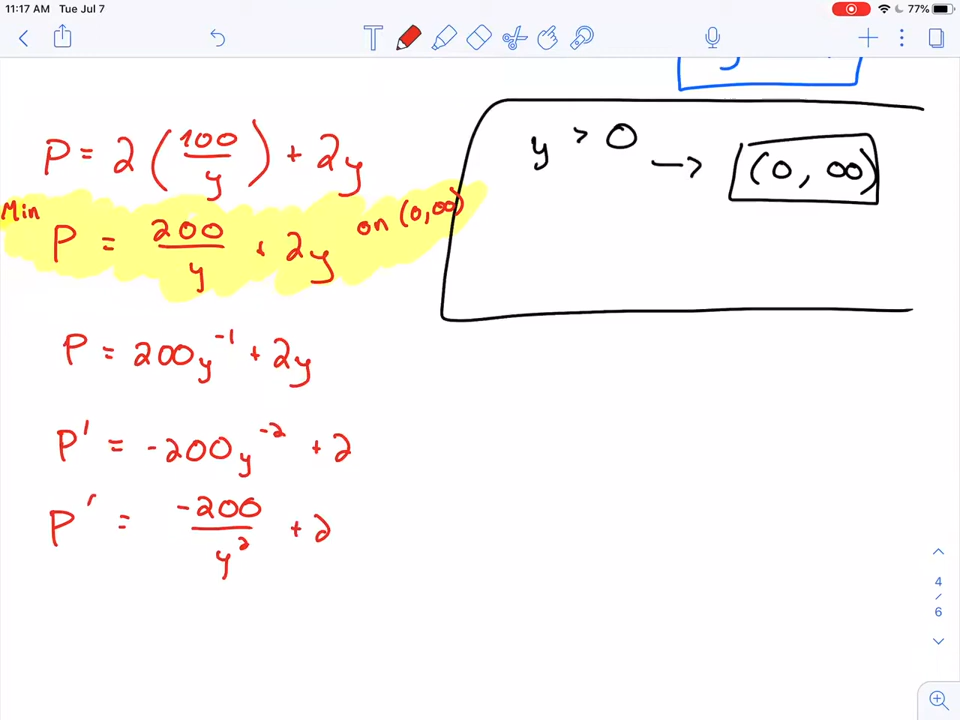 11:17 AM Tue Jul 7
77%
P = 2 (100/y) + 2y
Min P = 200/y + 2y on (0,∞)
P = 200y⁻¹ + 2y
P' = -200y⁻² + 2
P' = -200/y² + 2
y > 0 → (0, ∞)
4
/
6